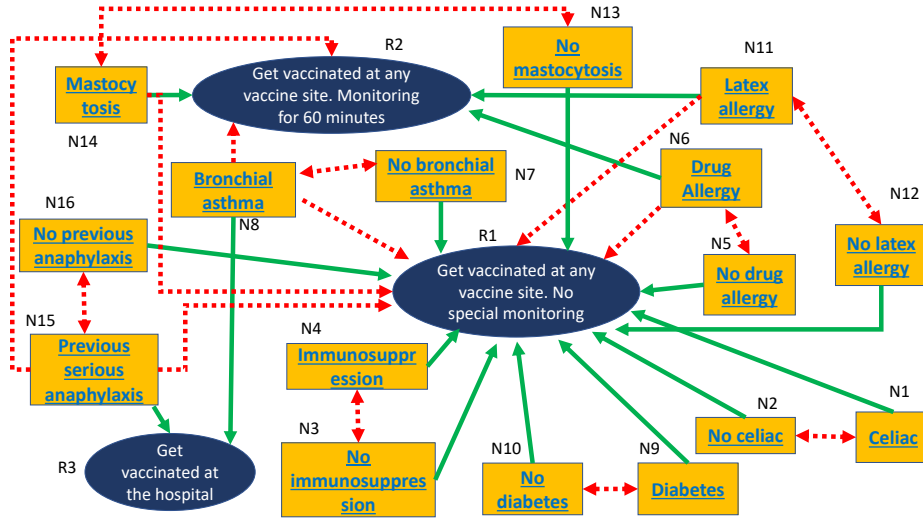 N13
R2
No
mastocytosis
N11
Mastocy
tosis
Get vaccinated at any
vaccine site. Monitoring
for 60 minutes
Latex
allergy
N14
N6
Drug
Allergy
No bronchial
asthma
N7
Bronchial
asthma
N16
N8
N12
No previous
anaphylaxis
R1
N5
No latex
allergy
Get vaccinated at any
vaccine site. No
special monitoring
No drug
allergy
N15
N4
Previous
serious
anaphylaxis
Immunosuppr
ession
N1
N2
N3
No celiac
Celiac
N10
N9
R3
Get
vaccinated at
the hospital
No
immunosuppres
sion
No
diabetes
Diabetes